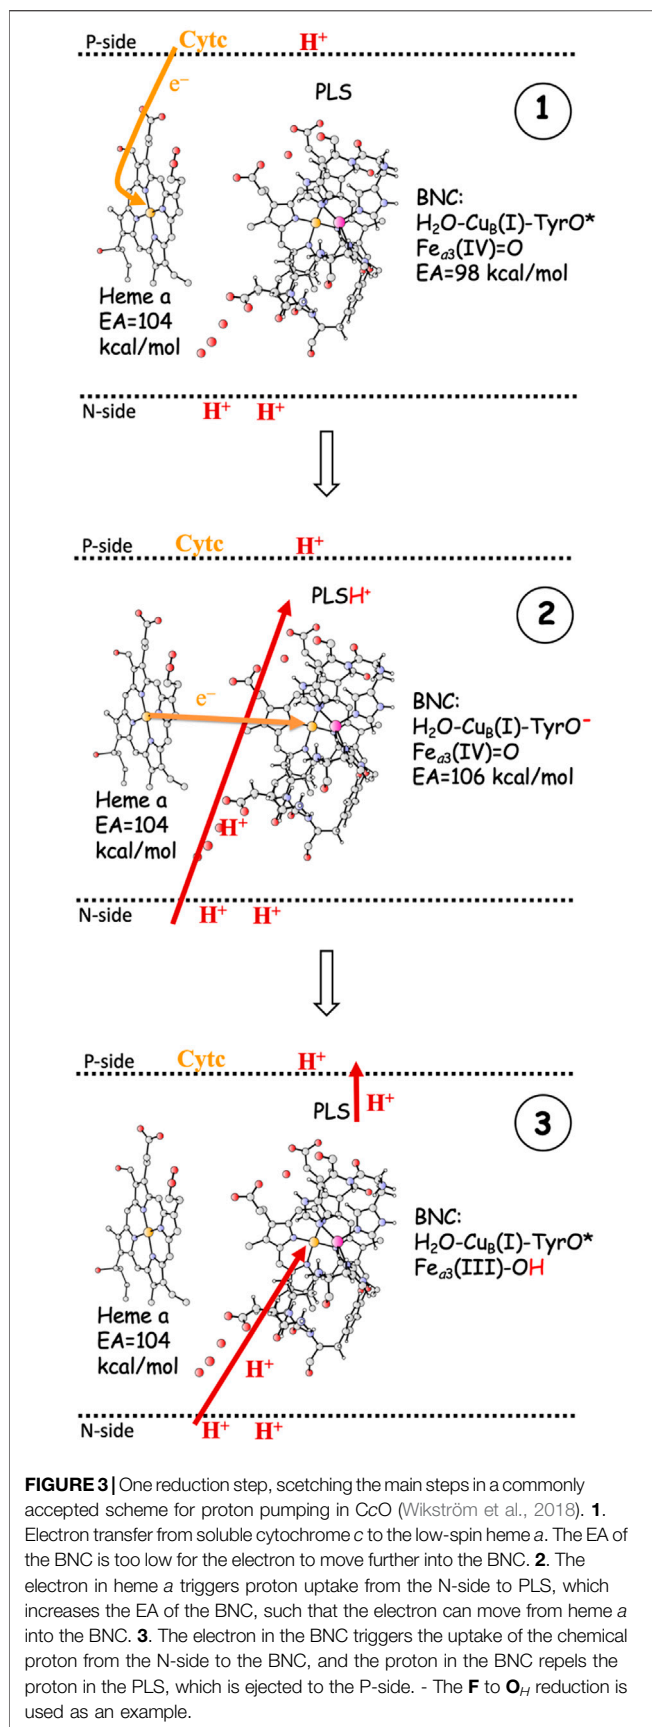 P-side Cytc H⁺
e⁻
PLS
1
BNC:
H₂O-Cu_B(I)-TyrO*
Fe_a3(IV)=O
EA=98 kcal/mol
Heme a
EA=104
kcal/mol
N-side H⁺ H⁺
P-side Cytc H⁺
PLSH⁺
2
e⁻
BNC:
H₂O-Cu_B(I)-TyrO⁻
Fe_a3(IV)=O
EA=106 kcal/mol
Heme a
EA=104
kcal/mol
H⁺
N-side H⁺ H⁺
P-side Cytc H⁺
PLS H⁺
3
BNC:
H₂O-Cu_B(I)-TyrO*
Fe_a3(III)-OH
Heme a
EA=104
kcal/mol
H⁺
N-side H⁺ H⁺
FIGURE 3 | One reduction step, scetching the main steps in a commonly
accepted scheme for proton pumping in CcO (Wikström et al., 2018). 1.
Electron transfer from soluble cytochrome c to the low-spin heme a. The EA of
the BNC is too low for the electron to move further into the BNC. 2. The
electron in heme a triggers proton uptake from the N-side to PLS, which
increases the EA of the BNC, such that the electron can move from heme a
into the BNC. 3. The electron in the BNC triggers the uptake of the chemical
proton from the N-side to the BNC, and the proton in the BNC repels the
proton in the PLS, which is ejected to the P-side. - The F to O_H reduction is
used as an example.